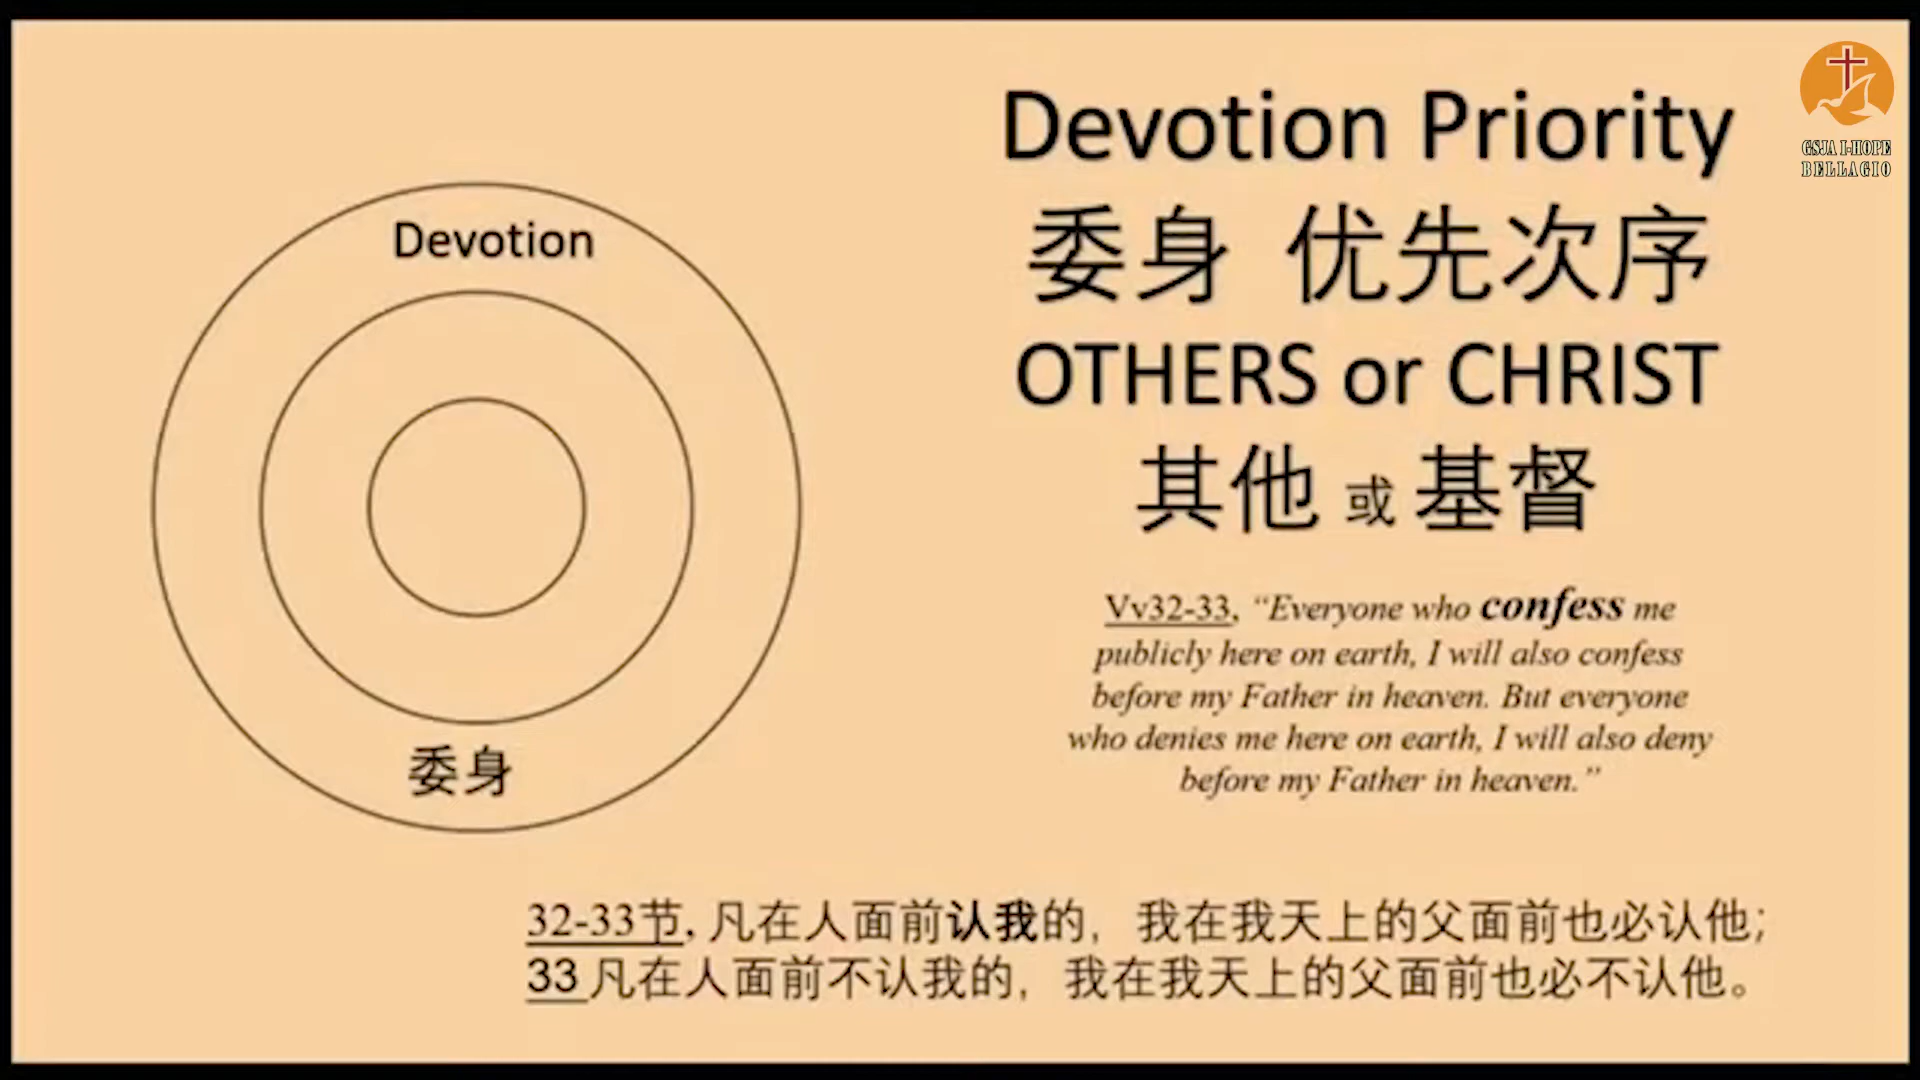 Devotion Priority
委身 优先次序
OTHERS or CHRIST
其他 或 基督
Devotion
委身
Vv32-33, “Everyone who confess me
publicly here on earth, I will also confess
before my Father in heaven. But everyone
who denies me here on earth, I will also deny
before my Father in heaven.”
32-33节, 凡在人面前认我的，我在我天上的父面前也必认他；
33 凡在人面前不认我的，我在我天上的父面前也必不认他。
GSJA I-HOPE
BELLAGIO